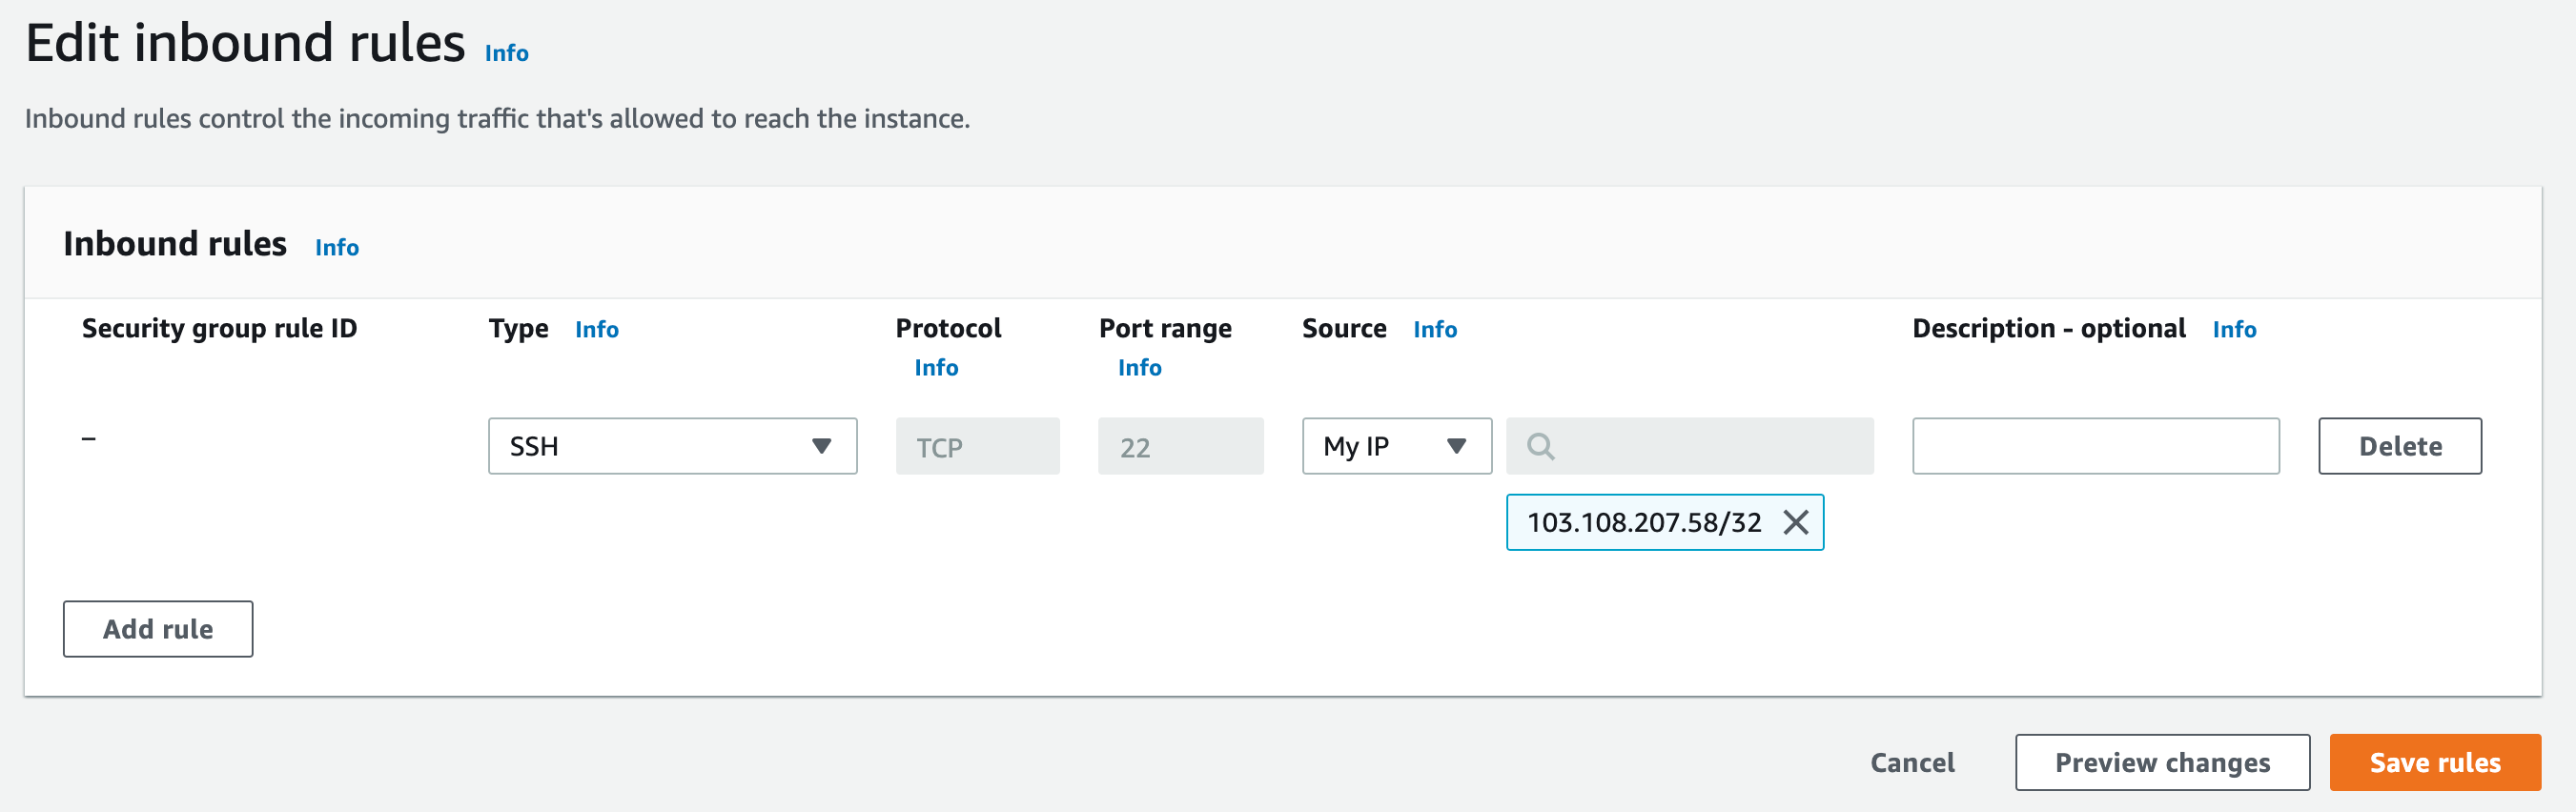 Edit inbound rules Info
Inbound rules control the incoming traffic that's allowed to reach the instance.
Inbound rules Info
Security group rule ID Type Info Protocol Info Port range Info Source Info Description - optional Info
– SSH TCP 22 My IP Delete
103.108.207.58/32
Add rule
Cancel Preview changes Save rules